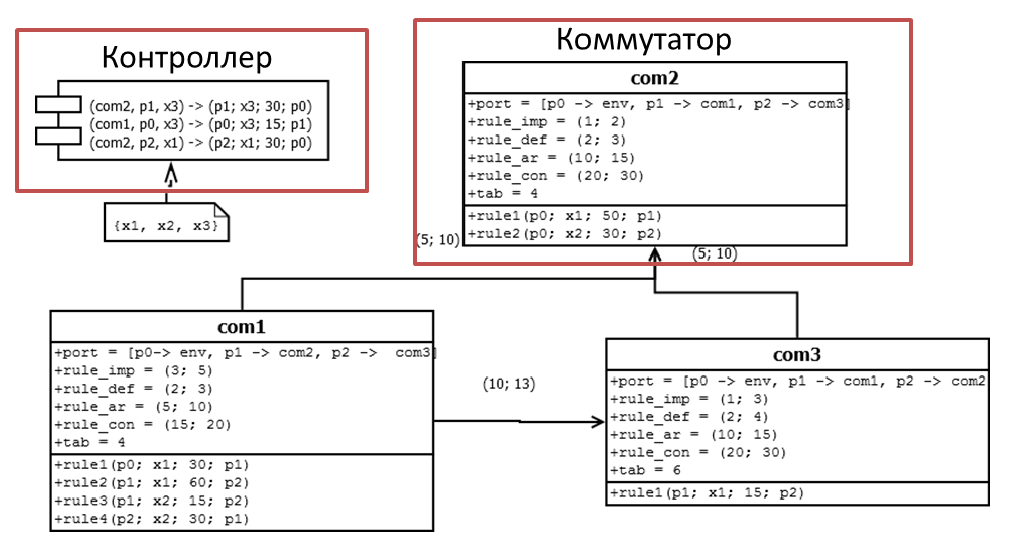 Контроллер
(com2, p1, x3) -> (p1; x3; 30; p0)
(com1, p0, x3) -> (p0; x3; 15; p1)
(com2, p2, x1) -> (p2; x1; 30; p0)
{x1, x2, x3}
Коммутатор
com2
+port = [p0 -> env, p1 -> com1, p2 -> com3]
+rule_imp = (1; 2)
+rule_def = (2; 3)
+rule_ar = (10; 15)
+rule_con = (20; 30)
+tab = 4
+rule1(p0; x1; 50; p1)
+rule2(p0; x2; 30; p2)
(5; 10)
(5; 10)
com1
+port = [p0-> env, p1 -> com2, p2 ->  com3]
+rule_imp = (3; 5)
+rule_def = (2; 3)
+rule_ar = (5; 10)
+rule_con = (15; 20)
+tab = 4
+rule1(p0; x1; 30; p1)
+rule2(p1; x1; 60; p2)
+rule3(p1; x2; 15; p2)
+rule4(p2; x2; 30; p1)
(10; 13)
com3
+port = [p0 -> env, p1 -> com1, p2 -> com2
+rule_imp = (1; 3)
+rule_def = (2; 4)
+rule_ar = (10; 15)
+rule_con = (20; 30)
+tab = 6
+rule1(p1; x1; 15; p2)